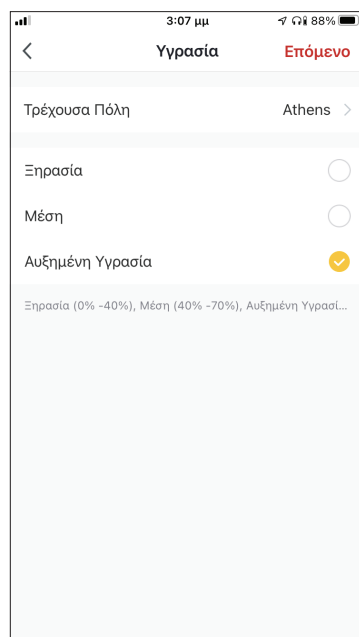 3:07 μμ 88%
Υγρασία Επόμενο
Τρέχουσα Πόλη Athens
Ξηρασία
Μέση
Αυξημένη Υγρασία
Ξηρασία (0% -40%), Μέση (40% -70%), Αυξημένη Υγρασί...